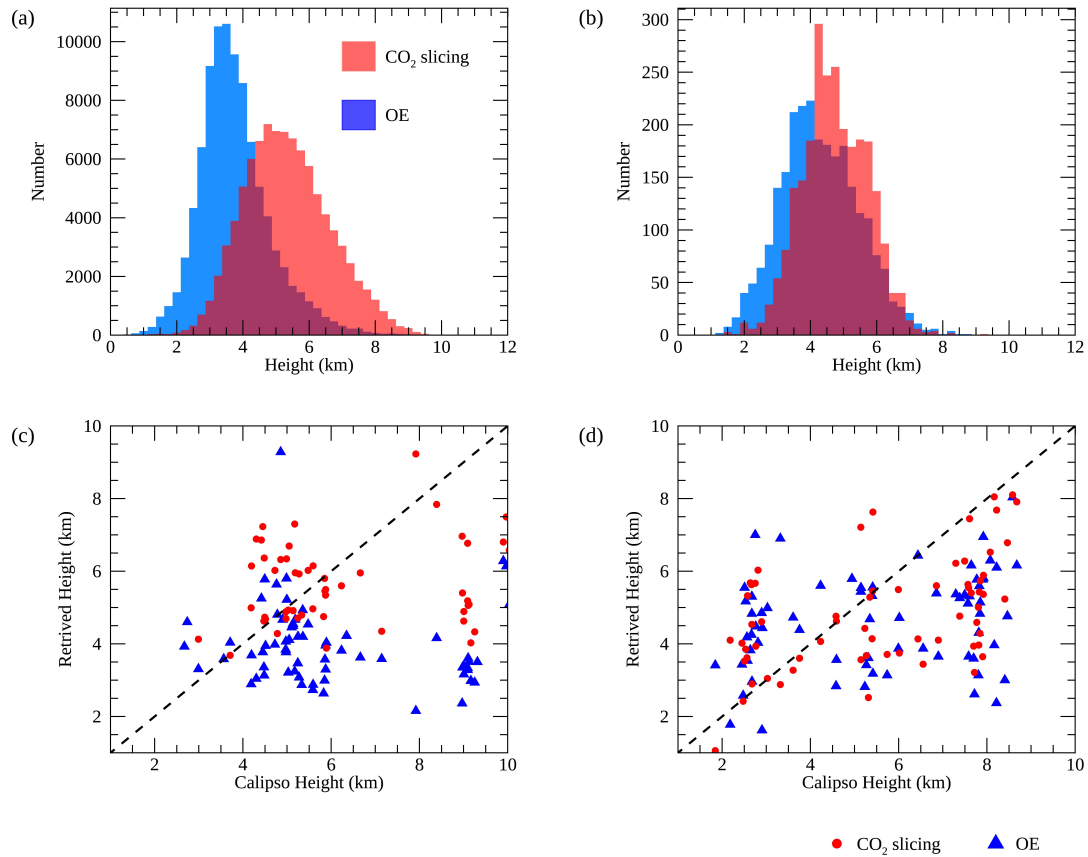 (a)
10000
8000
6000
4000
2000
0
Number
0 2 4 6 8 10 12
Height (km)
CO2 slicing
OE
(b)
300
250
200
150
100
50
0
Number
0 2 4 6 8 10 12
Height (km)
(c)
10
8
6
4
2
Retrived Height (km)
2 4 6 8 10
Calipso Height (km)
(d)
10
8
6
4
2
Retrived Height (km)
2 4 6 8 10
Calipso Height (km)
CO2 slicing OE